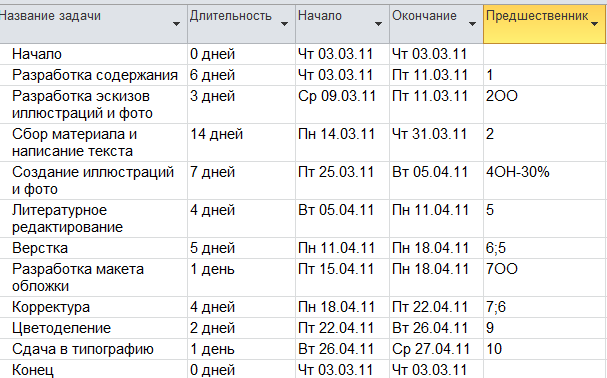 Название задачи Длительность Начало Окончание Предшественник
Начало 0 дней Чт 03.03.11 Чт 03.03.11
Разработка содержания 6 дней Чт 03.03.11 Пт 11.03.11 1
Разработка эскизов 3 дней Ср 09.03.11 Пт 11.03.11 2ОО
иллюстраций и фото
Сбор материала и 14 дней Пн 14.03.11 Чт 31.03.11 2
написание текста
Создание иллюстраций 7 дней Пт 25.03.11 Вт 05.04.11 4ОН-30%
и фото
Литературное 4 дней Вт 05.04.11 Пн 11.04.11 5
редактирование
Верстка 5 дней Пн 11.04.11 Пн 18.04.11 6;5
Разработка макета 1 день Пт 15.04.11 Пн 18.04.11 7ОО
обложки
Корректура 4 дней Пн 18.04.11 Пт 22.04.11 7;6
Цветоделение 2 дней Пт 22.04.11 Вт 26.04.11 9
Сдача в типографию 1 день Вт 26.04.11 Ср 27.04.11 10
Конец 0 дней Чт 03.03.11 Чт 03.03.11